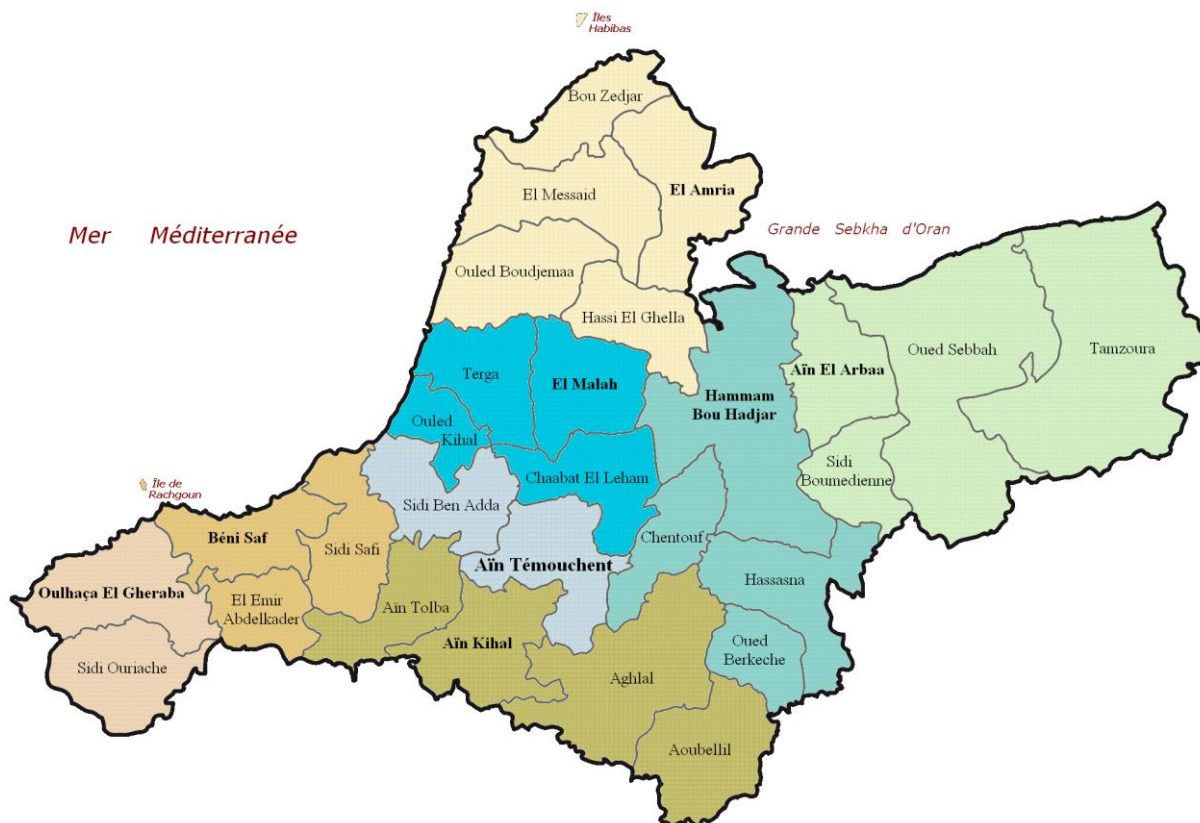 Îles
Habibas
Bou Zedjar
El Messaid
El Amria
Mer Méditerranée
Grande Sebkha d'Oran
Ouled Boudjemaa
Hassi El Ghella
Terga
El Malah
Aïn El Arbaa
Oued Sebbah
Tamzoura
Hammam
Bou Hadjar
Ouled
Kihal
Chaabat El Leham
Sidi
Boumedienne
Île de
Rachgoun
Sidi Ben Adda
Béni Saf
Sidi Safi
Chentouf
Aïn Témouchent
Hassasna
Oulhaça El Gheraba
El Emir
Abdelkader
Aïn Tolba
Aïn Kihal
Oued
Berkeche
Sidi Ouriache
Aghlal
Aoubellil